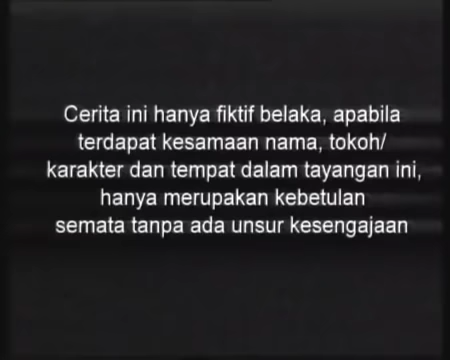 Cerita ini hanya fiktif belaka, apabila
terdapat kesamaan nama, tokoh/
karakter dan tempat dalam tayangan ini,
hanya merupakan kebetulan
semata tanpa ada unsur kesengajaan